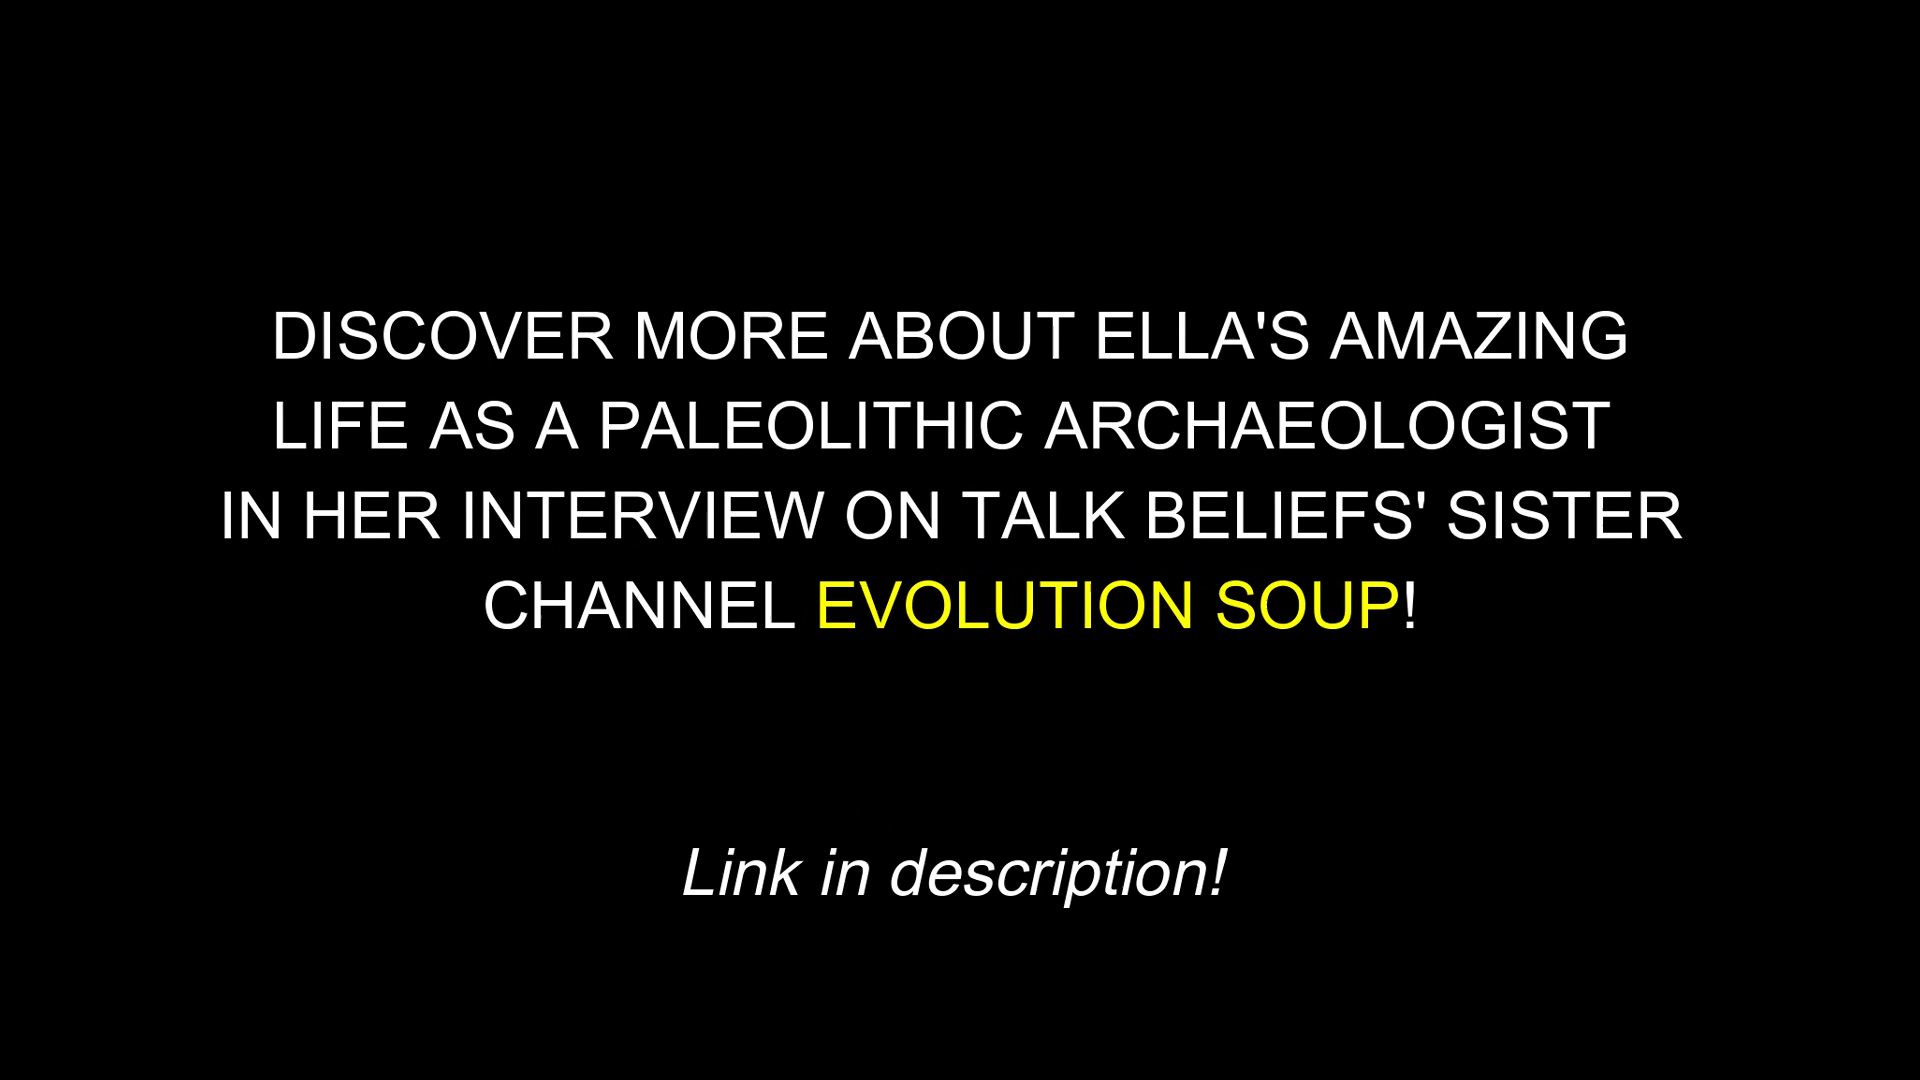 DISCOVER MORE ABOUT ELLA'S AMAZING
LIFE AS A PALEOLITHIC ARCHAEOLOGIST
IN HER INTERVIEW ON TALK BELIEFS' SISTER
CHANNEL EVOLUTION SOUP!
Link in description!